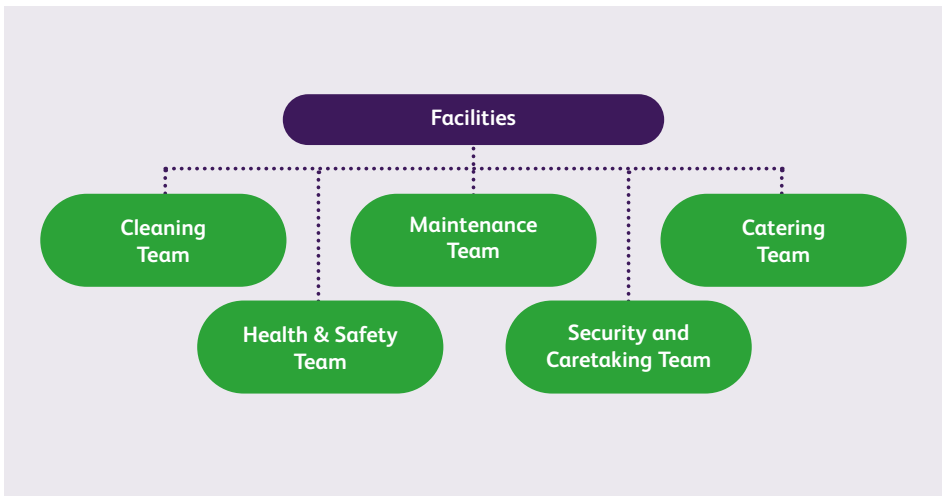 Facilities
Cleaning
Team
Maintenance
Team
Catering
Team
Health & Safety
Team
Security and
Caretaking Team